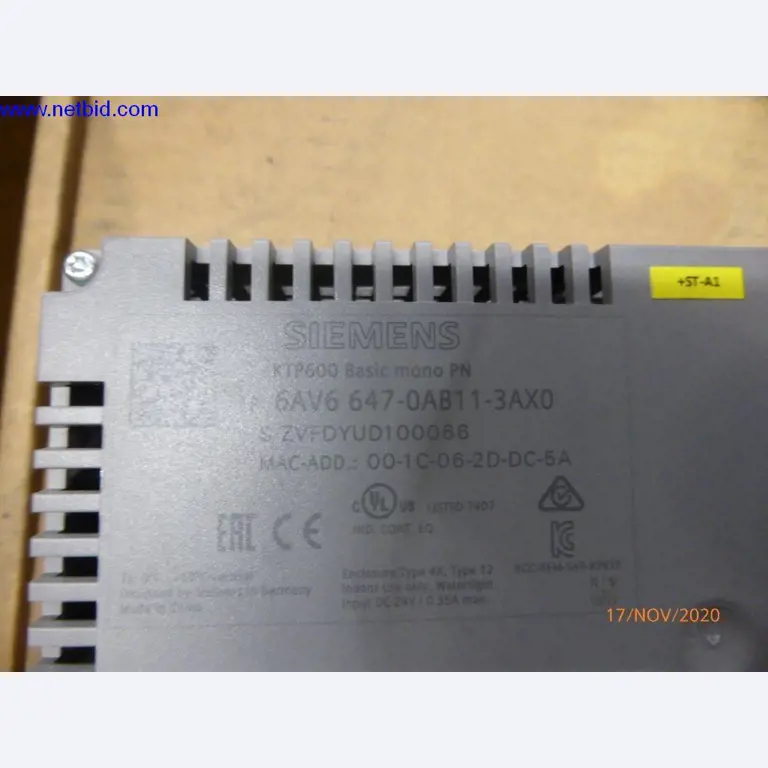 www.netbid.com
+ST-A1
SIEMENS
KTP600 Basic mono PN
6AV6 647-0AB11-3AX0
S ZVFDYUD100066
MAC-ADD.: 00-1C-06-2D-DC-5A
C UL US LISTED
IND. CONT. EQ.
EAC CE
Enclosure Type 4X, Type 12
Designed by Siemens in Germany
Input DC 24V / 0.35A max.
Made in China
17/NOV/2020